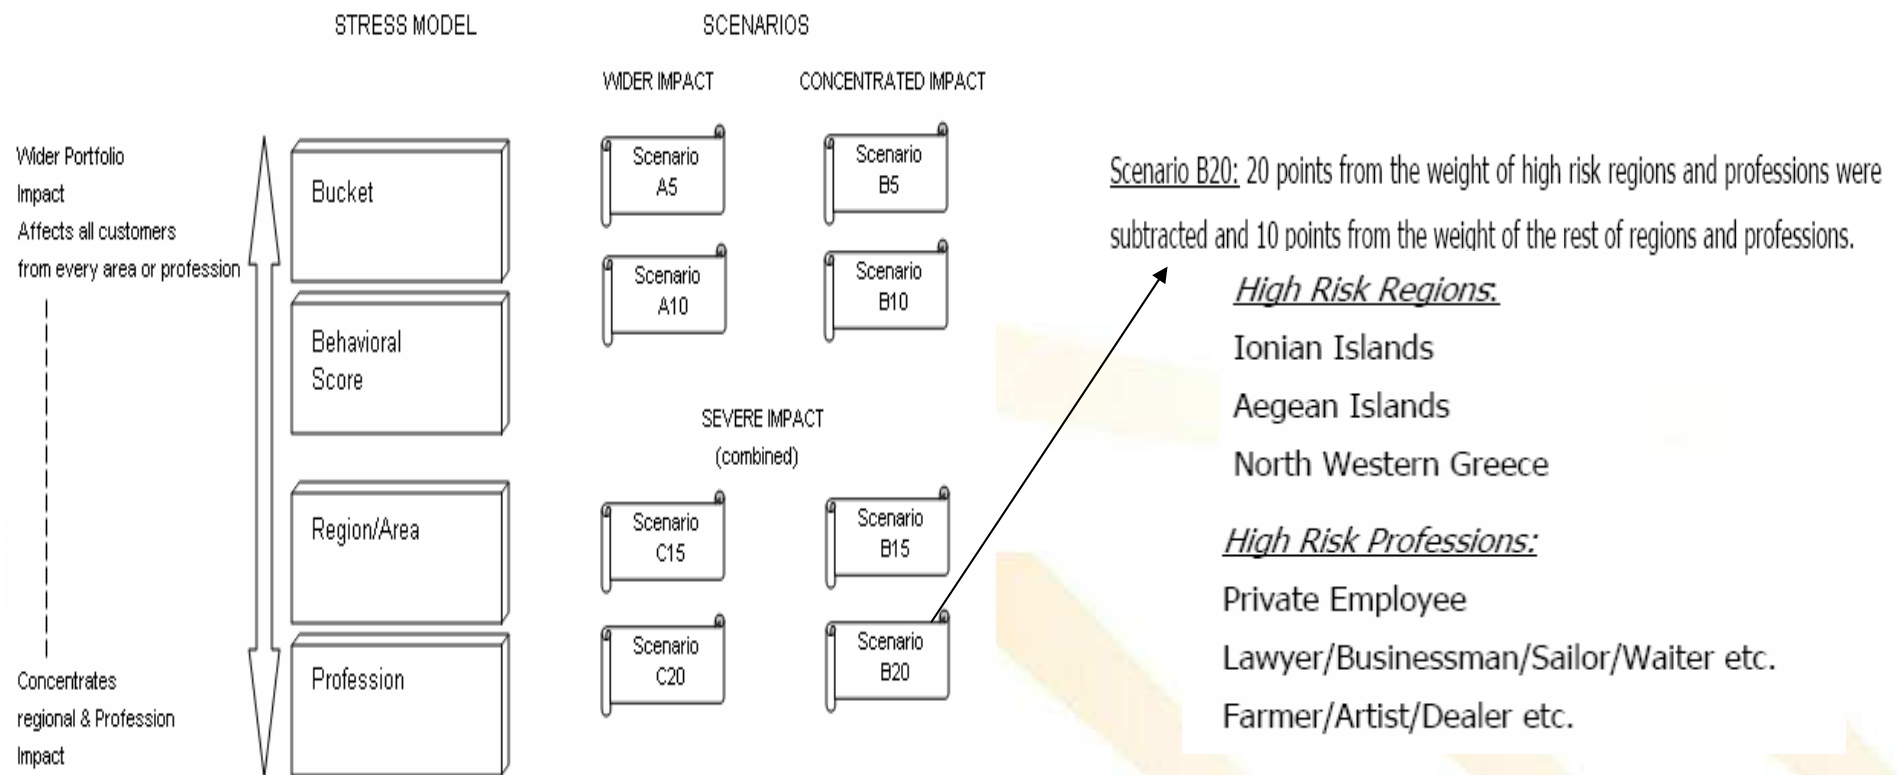 STRESS MODEL
SCENARIOS
WIDER IMPACT
CONCENTRATED IMPACT
Wider Portfolio
Impact
Affects all customers
from every area or profession
Concentrates
regional & Profession
Impact
Bucket
Behavioral
Score
Region/Area
Profession
Scenario
A5
Scenario
B5
Scenario
A10
Scenario
B10
SEVERE IMPACT
(combined)
Scenario
C15
Scenario
B15
Scenario
C20
Scenario
B20
Scenario B20: 20 points from the weight of high risk regions and professions were
subtracted and 10 points from the weight of the rest of regions and professions.
High Risk Regions:
Ionian Islands
Aegean Islands
North Western Greece
High Risk Professions:
Private Employee
Lawyer/Businessman/Sailor/Waiter etc.
Farmer/Artist/Dealer etc.